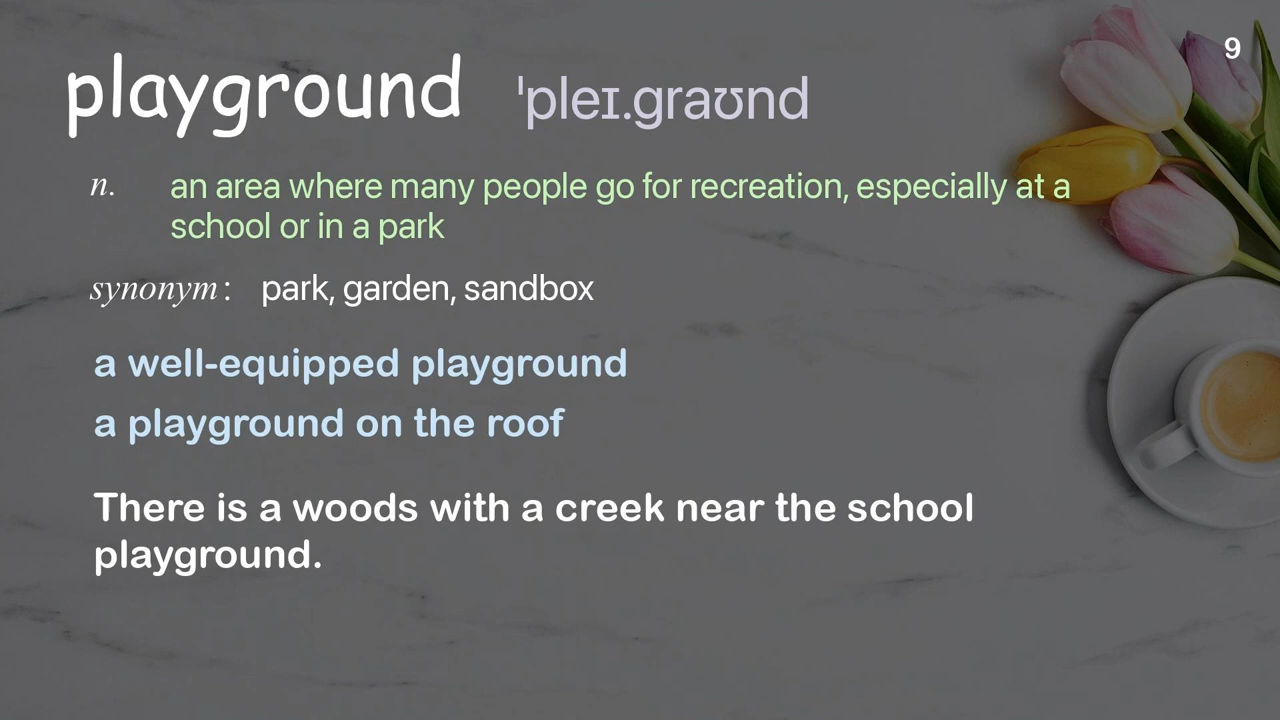 9
playground ˈpleɪ.graʊnd
n. an area where many people go for recreation, especially at a
school or in a park
synonym: park, garden, sandbox
a well-equipped playground
a playground on the roof
There is a woods with a creek near the school
playground.